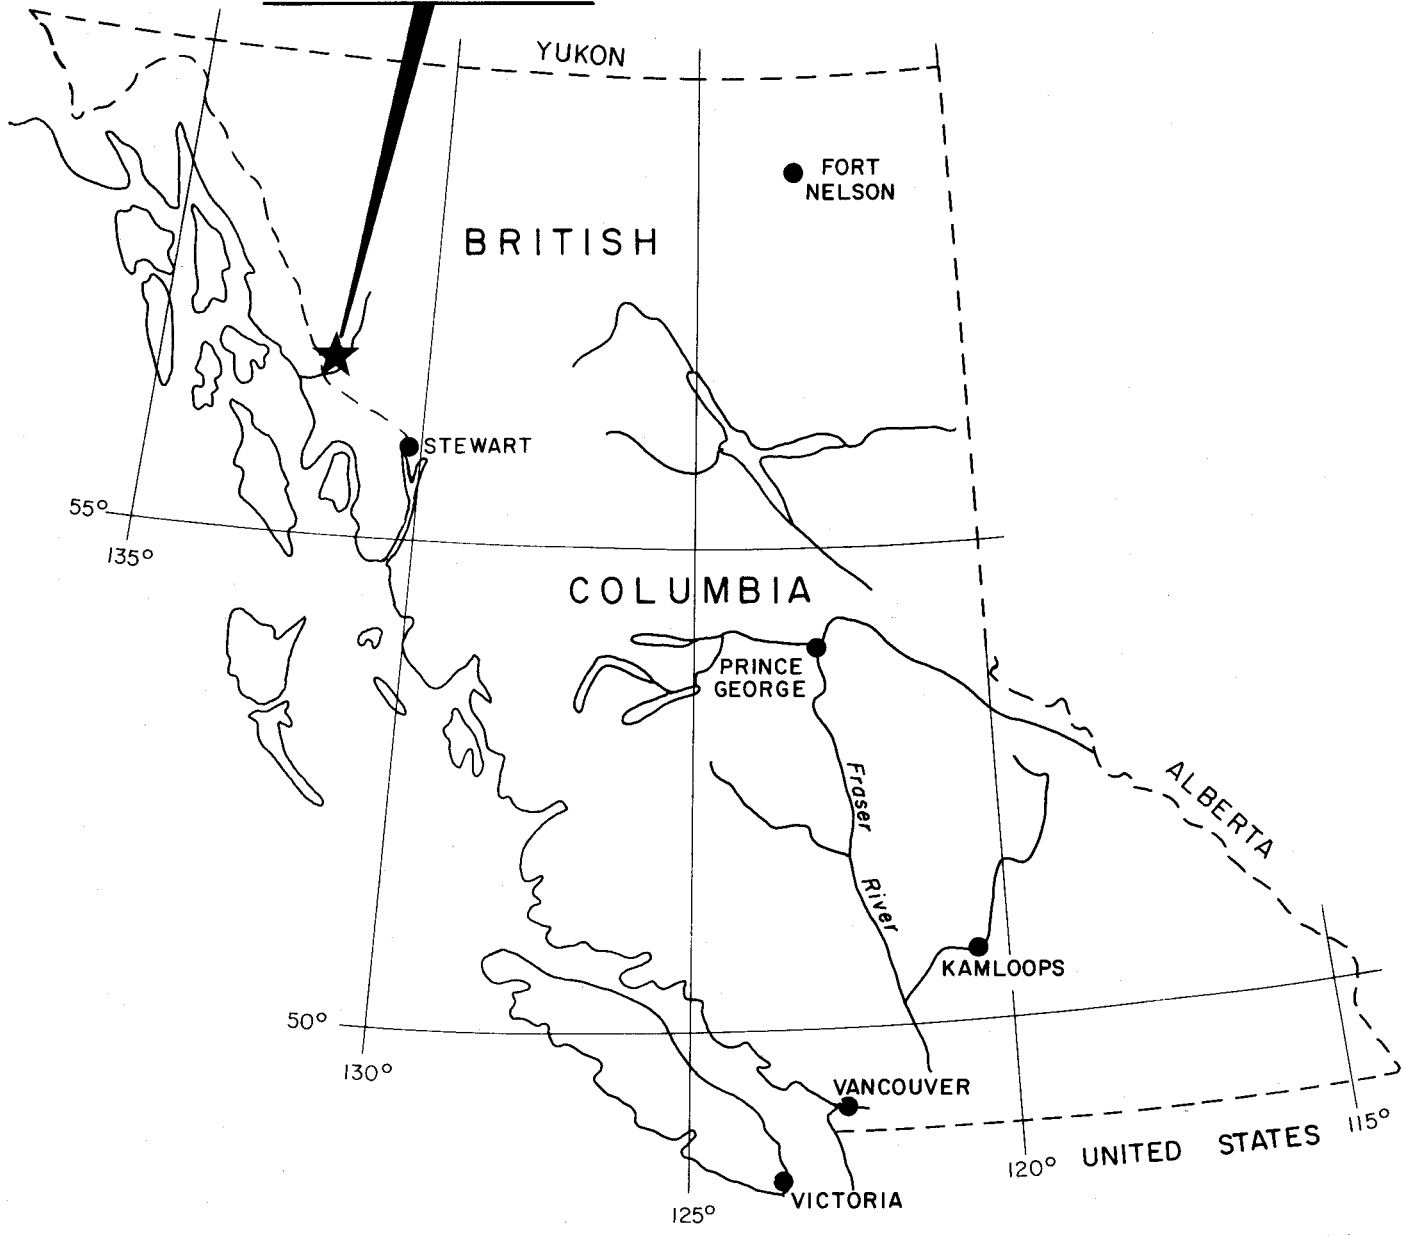 YUKON
FORT
NELSON
BRITISH
STEWART
55°
135°
COLUMBIA
PRINCE
GEORGE
Fraser
River
ALBERTA
KAMLOOPS
50°
130°
VANCOUVER
UNITED STATES
115°
120°
VICTORIA
125°